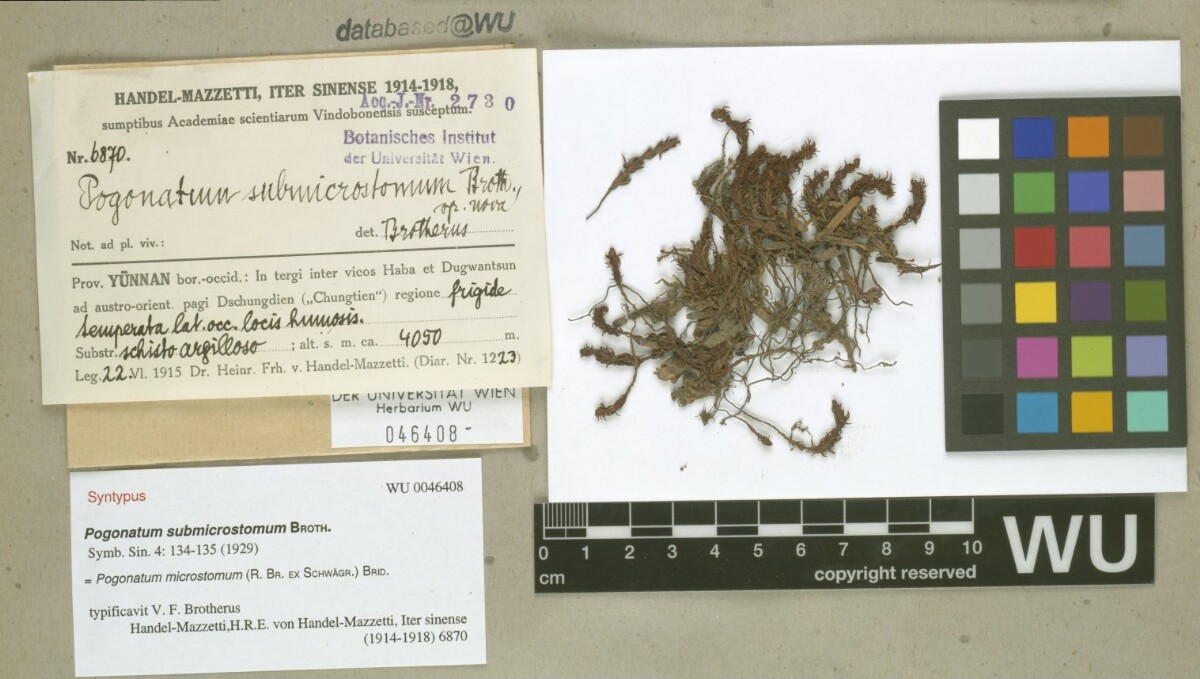 databased@WU
HANDEL-MAZZETTI, ITER SINENSE 1914-1918,
Acc.-J.-Nr. 2730
sumptibus Academiae scientiarum Vindobonensis susceptum.
Botanisches Institut
der Universität Wien.
Nr. 6870.
Pogonatum submicrostomum Broth.,
sp. nova
det. Brotherus
Not. ad pl. viv.:
Prov. YÜNNAN bor.-occid.: In tergi inter vicos Haba et Dugwantsun
ad austro-orient. pagi Dschungdien („Chungtien") regione frigide
temperata lat. occ. locis humosis.
Substr. schisto argilloso ; alt. s. m. ca. 4050 m.
Leg. 22. VI. 1915 Dr. Heinr. Frh. v. Handel-Mazzetti. (Diar. Nr. 1223)
DER UNIVERSITÄT WIEN
Herbarium WU
046408-
Syntypus WU 0046408
Pogonatum submicrostomum BROTH.
Symb. Sin. 4: 134-135 (1929)
= Pogonatum microstomum (R. BR. EX SCHWÄGR.) BRID.
typificavit V. F. Brotherus
Handel-Mazzetti,H.R.E. von Handel-Mazzetti, Iter sinense
(1914-1918) 6870
0 1 2 3 4 5 6 7 8 9 10
cm
copyright reserved
WU